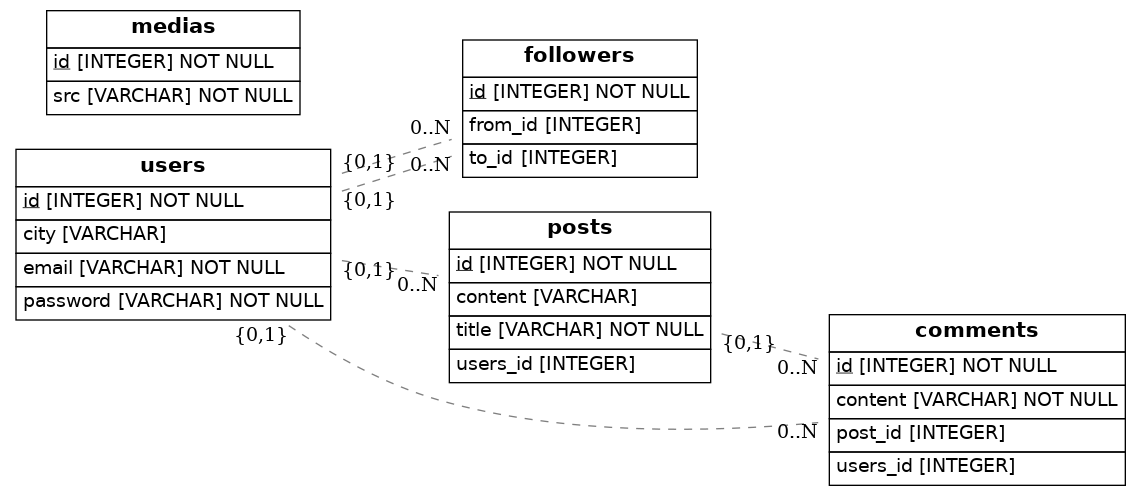 medias
id [INTEGER] NOT NULL
src [VARCHAR] NOT NULL
followers
id [INTEGER] NOT NULL
from_id [INTEGER]
to_id [INTEGER]
0..N
{0,1}
0..N
{0,1}
users
id [INTEGER] NOT NULL
city [VARCHAR]
email [VARCHAR] NOT NULL
password [VARCHAR] NOT NULL
{0,1}
0..N
posts
id [INTEGER] NOT NULL
content [VARCHAR]
title [VARCHAR] NOT NULL
users_id [INTEGER]
{0,1}
{0,1}
0..N
0..N
comments
id [INTEGER] NOT NULL
content [VARCHAR] NOT NULL
post_id [INTEGER]
users_id [INTEGER]